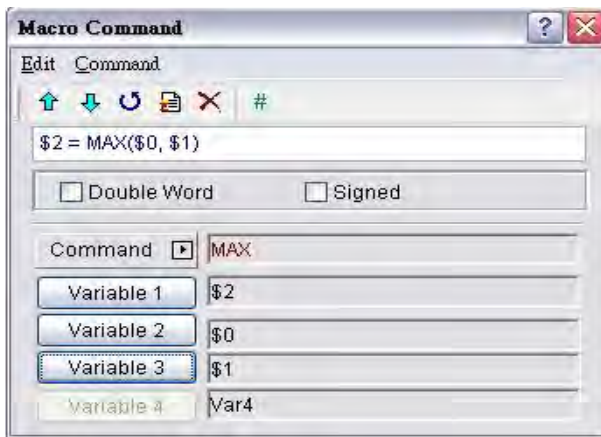 Macro Command
Edit Command
#
$2 = MAX($0, $1)
Double Word Signed
Command MAX
Variable 1 $2
Variable 2 $0
Variable 3 $1
Variable 4 Var4